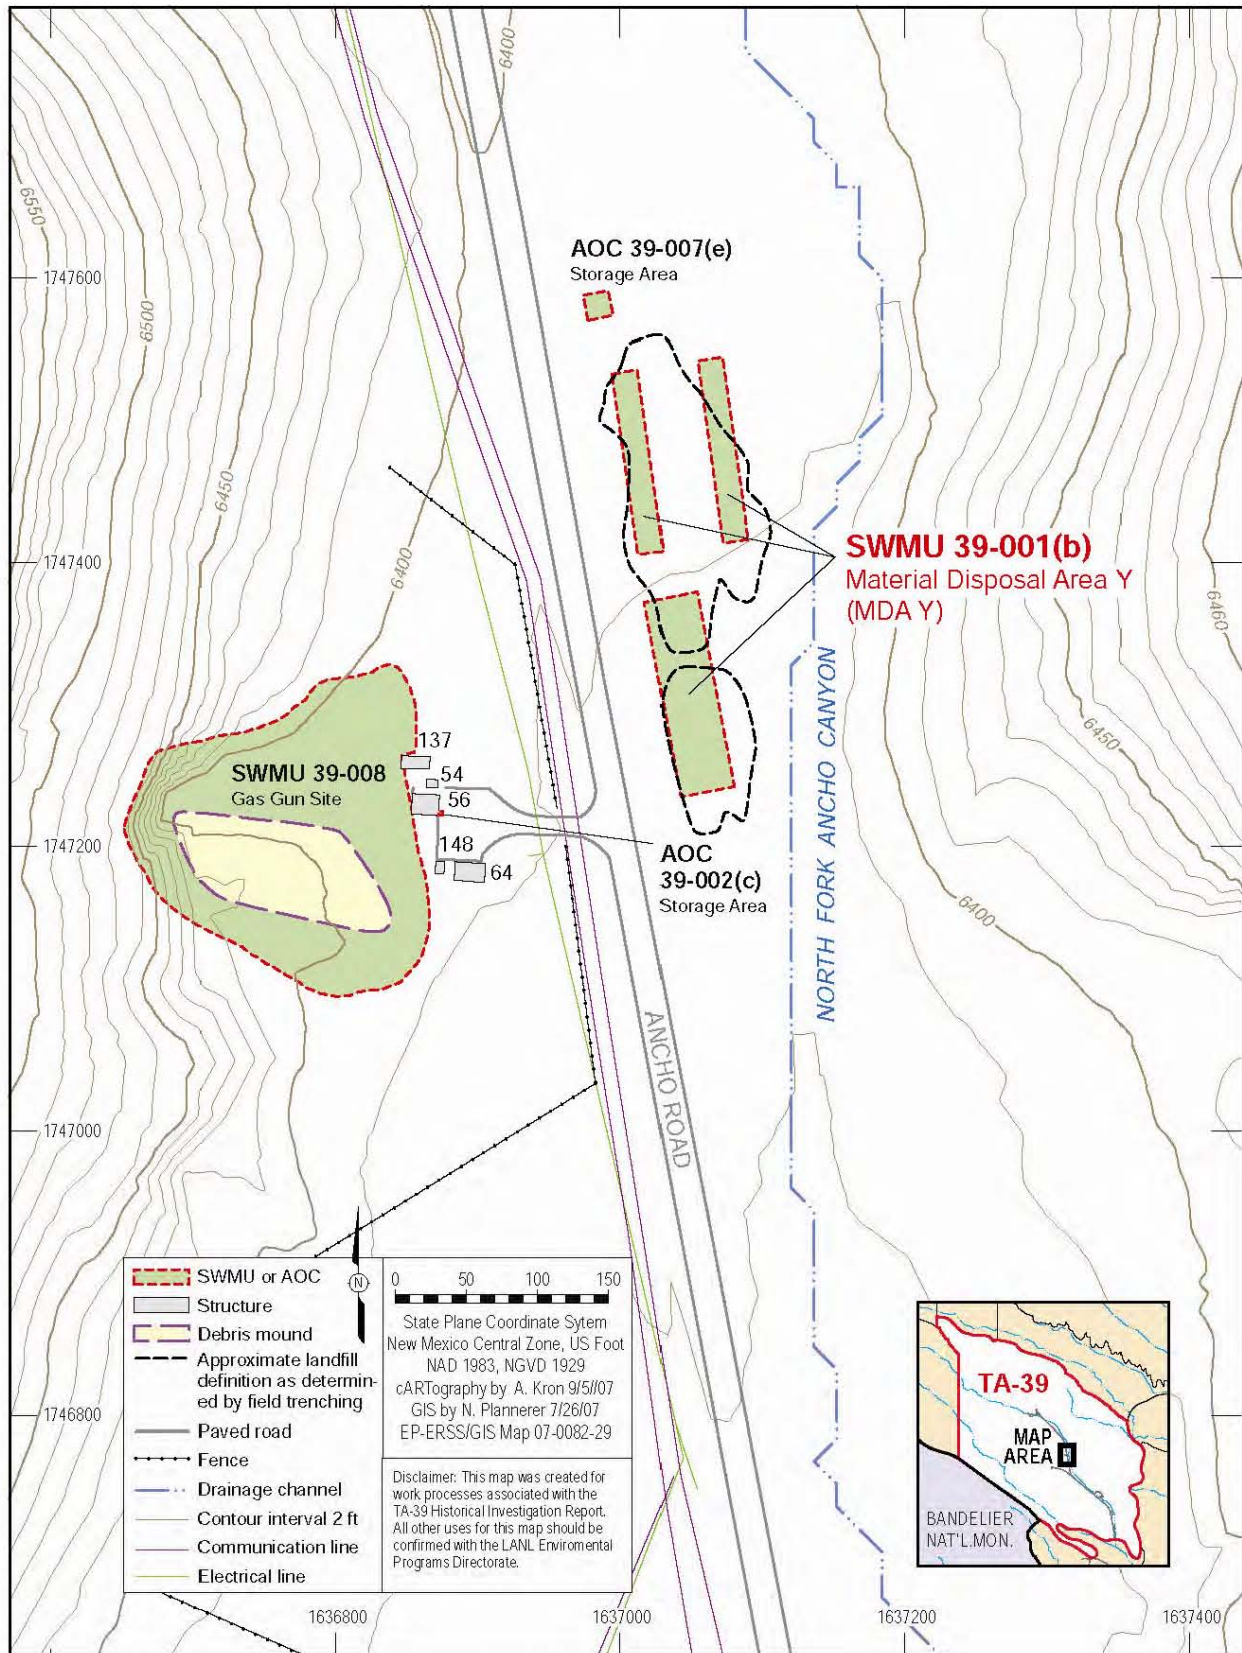 6400
6550
6500
6450
6400
1747600
1747400
1747200
1747000
1746800
AOC 39-007(e)
Storage Area
SWMU 39-001(b)
Material Disposal Area Y
(MDA Y)
6460
6450
6400
NORTH FORK ANCHO CANYON
SWMU 39-008
Gas Gun Site
137
54
56
148
64
AOC
39-002(c)
Storage Area
ANCHO ROAD
SWMU or AOC
Structure
Debris mound
Approximate landfill
definition as determin-
ed by field trenching
Paved road
Fence
Drainage channel
Contour interval 2 ft
Communication line
Electrical line
N
0 50 100 150
State Plane Coordinate Sytem
New Mexico Central Zone, US Foot
NAD 1983, NGVD 1929
cARTography by A. Kron 9/5//07
GIS by N. Plannerer 7/26/07
EP-ERSS/GIS Map 07-0082-29
Disclaimer: This map was created for
work processes associated with the
TA-39 Historical Investigation Report.
All other uses for this map should be
confirmed with the LANL Enviromental
Programs Directorate.
TA-39
MAP
AREA
BANDELIER
NAT'L.MON.
1636800
1637000
1637200
1637400